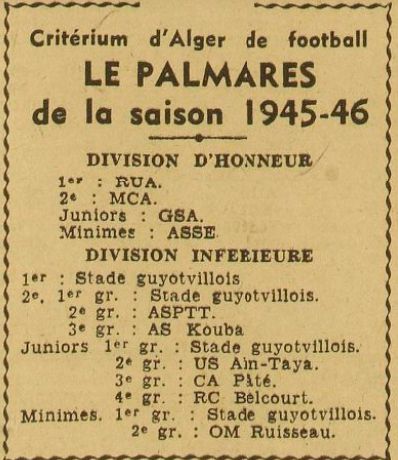 Critérium d'Alger de football
LE PALMARES
de la saison 1945-46
DIVISION D'HONNEUR
1er : RUA.
2e : MCA.
Juniors : GSA.
Minimes : ASSE
DIVISION INFERIEURE
1er : Stade guyotvillois
2e, 1er gr. : Stade guyotvillois.
2e gr. : ASPTT.
3e gr. : AS Kouba
Juniors 1er gr. : Stade guyotvillois.
2e gr. : US Ain-Taya.
3e gr. : CA Pâté.
4e gr. : RC Belcourt.
Minimes. 1er gr. : Stade guyotvillois.
2e gr. : OM Ruisseau.